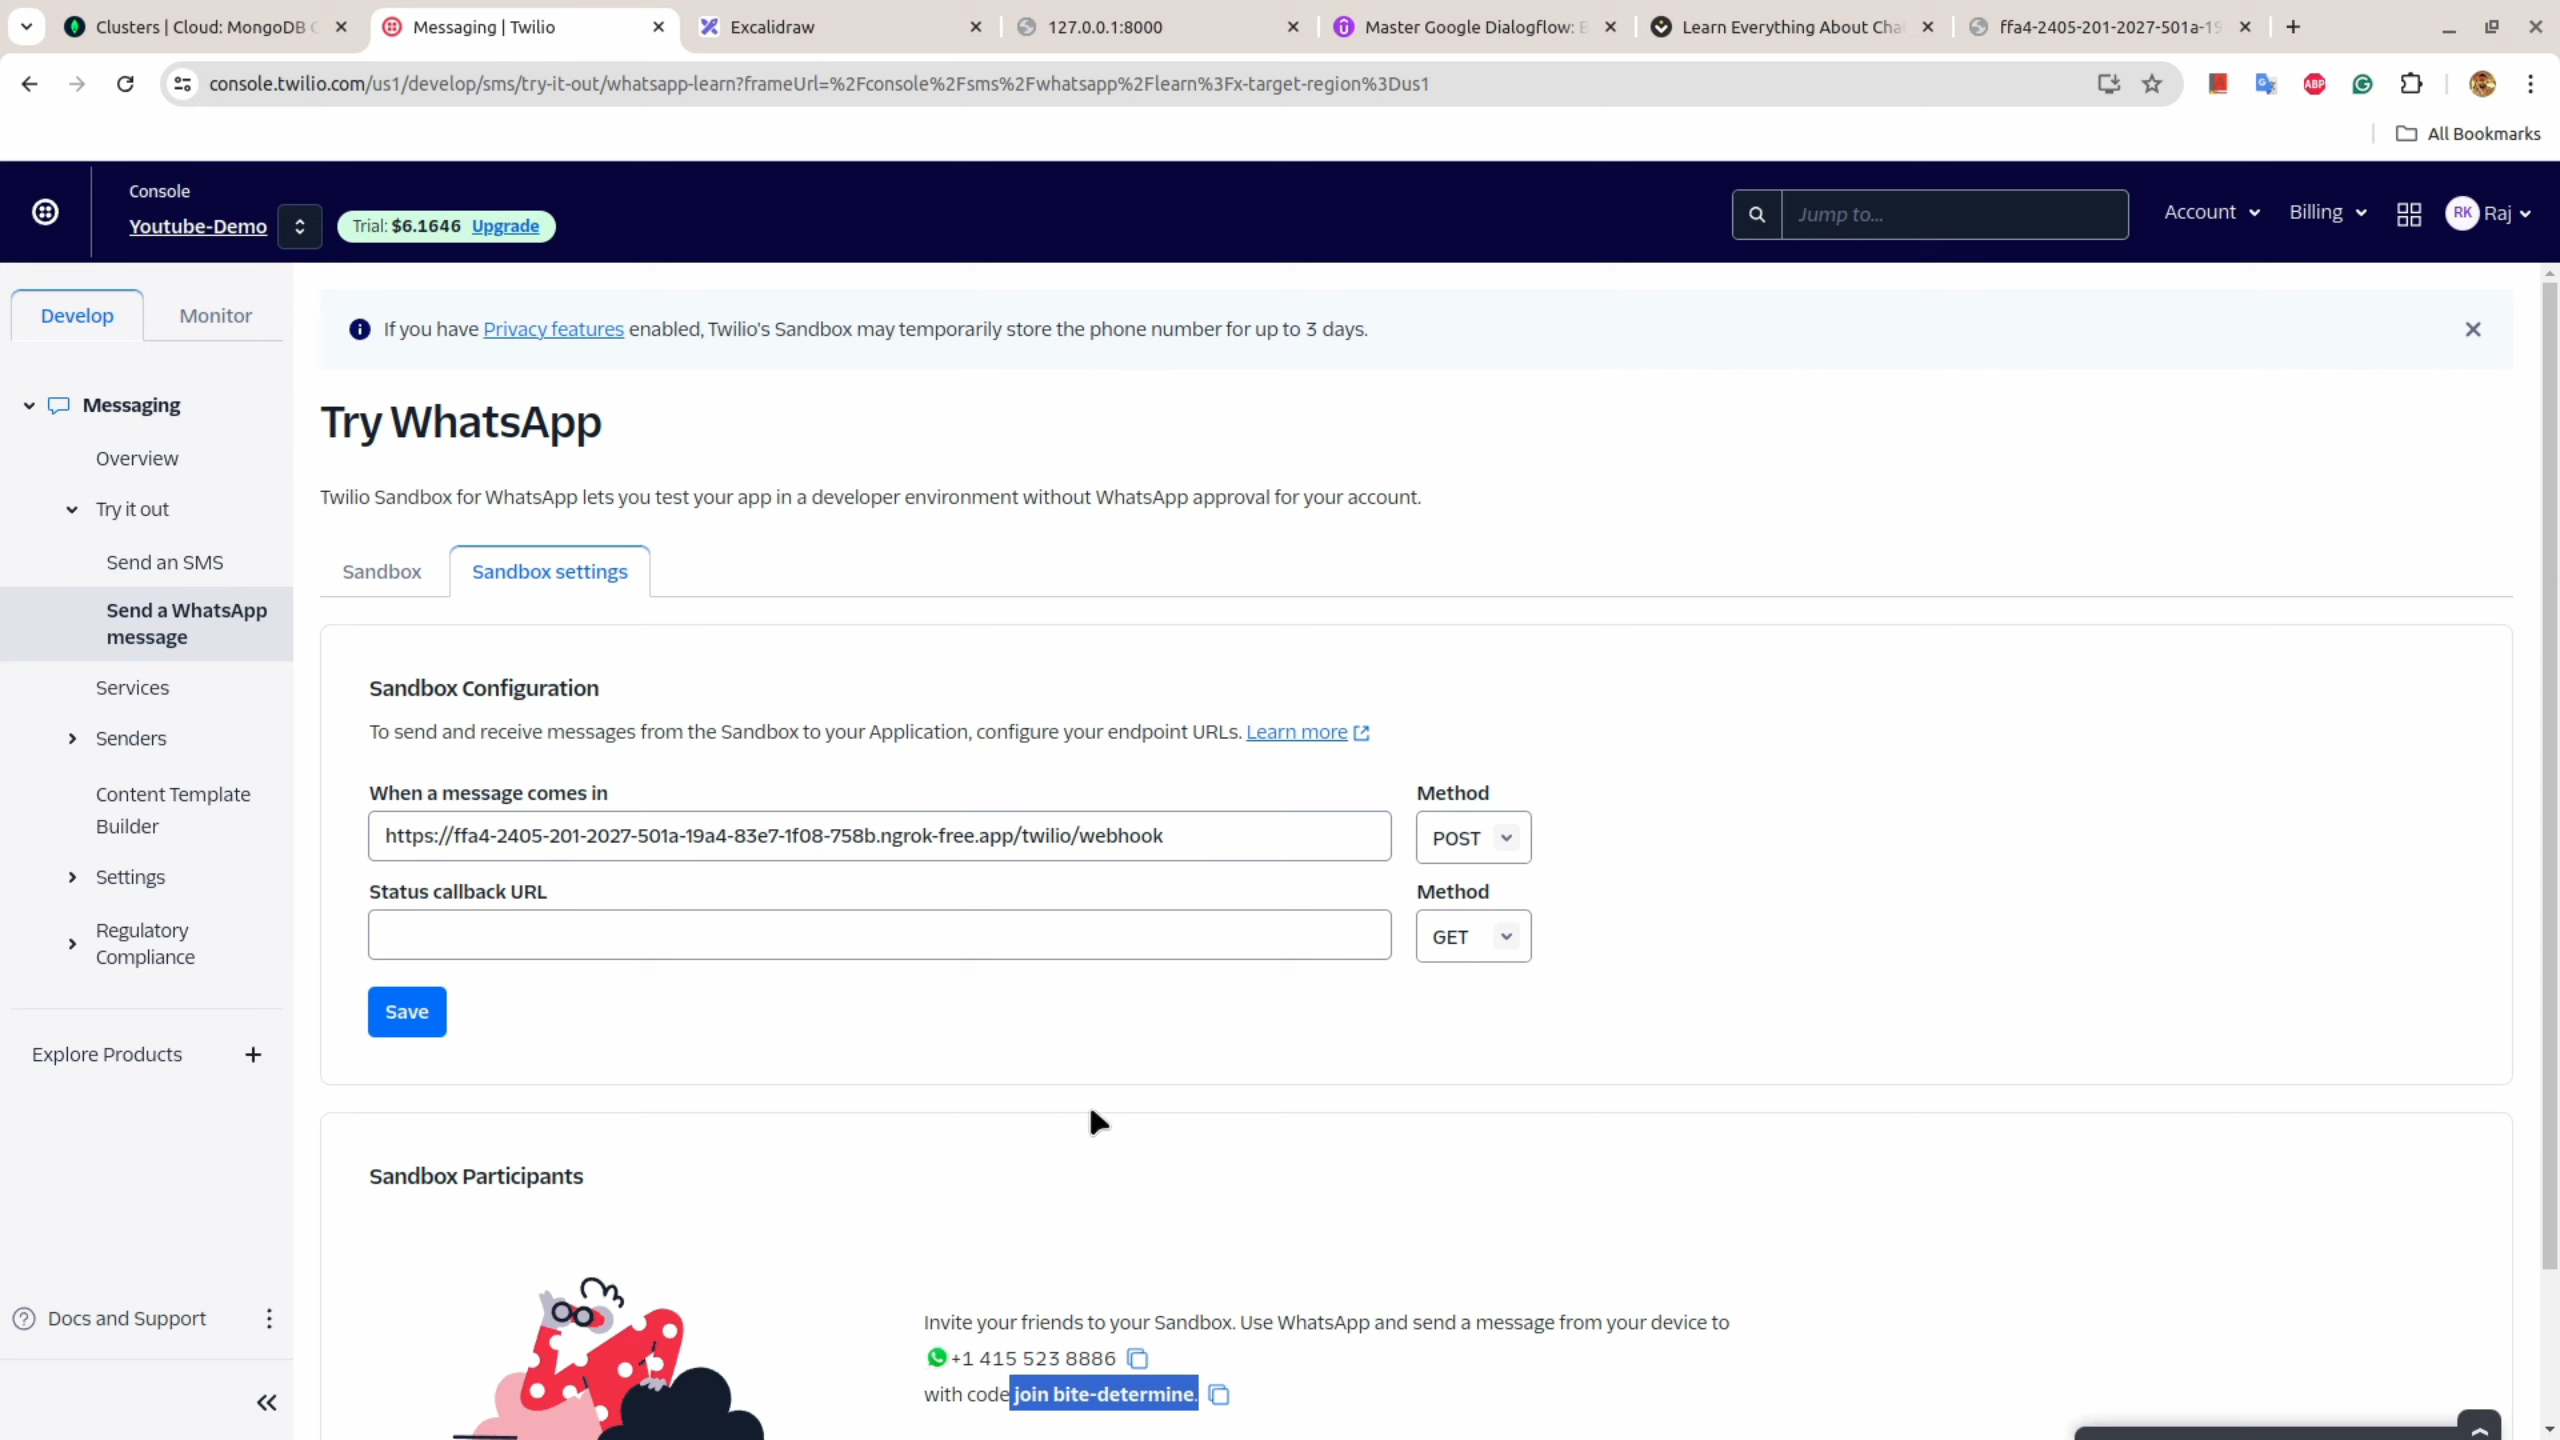 Clusters | Cloud: MongoDB C
Messaging | Twilio
Excalidraw
127.0.0.1:8000
Master Google Dialogflow: B
Learn Everything About Cha
ffa4-2405-201-2027-501a-19
console.twilio.com/us1/develop/sms/try-it-out/whatsapp-learn?frameUrl=%2Fconsole%2Fsms%2Fwhatsapp%2Flearn%3Fx-target-region%3Dus1
ABP
All Bookmarks
Console
Youtube-Demo
Trial: $6.1646 Upgrade
Jump to...
Account
Billing
RK Raj
Develop
Monitor
If you have Privacy features enabled, Twilio's Sandbox may temporarily store the phone number for up to 3 days.
Messaging
Overview
Try it out
Send an SMS
Send a WhatsApp
message
Services
Senders
Content Template
Builder
Settings
Regulatory
Compliance
Explore Products
Docs and Support
Try WhatsApp
Twilio Sandbox for WhatsApp lets you test your app in a developer environment without WhatsApp approval for your account.
Sandbox
Sandbox settings
Sandbox Configuration
To send and receive messages from the Sandbox to your Application, configure your endpoint URLs. Learn more
When a message comes in
Method
https://ffa4-2405-201-2027-501a-19a4-83e7-1f08-758b.ngrok-free.app/twilio/webhook
POST
Status callback URL
Method
GET
Save
Sandbox Participants
Invite your friends to your Sandbox. Use WhatsApp and send a message from your device to
+1 415 523 8886
with code join bite-determine.